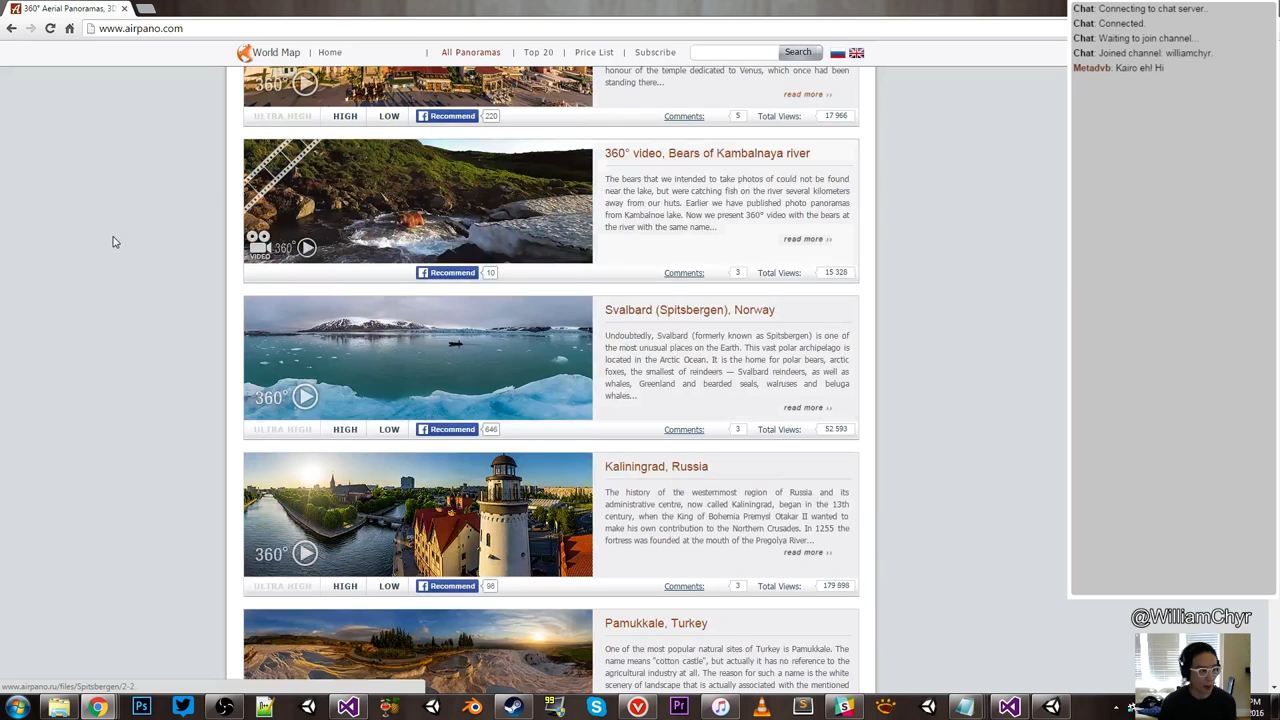 360° Aerial Panoramas, 3D
www.airpano.com
World Map | Home | All Panoramas | Top 20 | Price List | Subscribe
Search
honour of the temple dedicated to Venus, which once had been
standing there...
360°
read more ››
ULTRA HIGH HIGH LOW Recommend 220 Comments: 5 Total Views: 17 966
360° video, Bears of Kambalnaya river
The bears that we intended to take photos of could not be found
near the lake, but were catching fish on the river several kilometers
away from our huts. Earlier we have published photo panoramas
from Kambalnoe lake. Now we present 360° video with the bears at
the river with the same name...
read more ››
360°
VIDEO
Recommend 10 Comments: 3 Total Views: 15 328
Svalbard (Spitsbergen), Norway
Undoubtedly, Svalbard (formerly known as Spitsbergen) is one of
the most unusual places on the Earth. This vast polar archipelago is
located in the Arctic Ocean. It is the home for polar bears, arctic
foxes, the smallest of reindeers — Svalbard reindeers, as well as
whales, Greenland and bearded seals, walruses and beluga
whales...
360°
read more ››
ULTRA HIGH HIGH LOW Recommend 646 Comments: 3 Total Views: 52 593
Kaliningrad, Russia
The history of the westernmost region of Russia and its
administrative centre, now called Kaliningrad, began in the 13th
century, when the King of Bohemia Premysl Otakar II wanted to
make his own contribution to the Northern Crusades. In 1255 the
fortress was founded at the mouth of the Pregolya River...
360°
read more ››
ULTRA HIGH HIGH LOW Recommend 98 Comments: 3 Total Views: 179 898
Pamukkale, Turkey
One of the most popular natural sites of Turkey is Pamukkale. The
name means "cotton castle", but actually it has no reference to the
agricultural industry at all. The reason for such a name is the white
scenery of landscape that is actually associated with the mentioned
www.airpano.ru/files/Spitsbergen/2-2
Chat: Connecting to chat server..
Chat: Connected.
Chat: Waiting to join channel...
Chat: Joined channel: williamchyr.
Metadvb: Kairo eh! Hi
@WilliamChyr